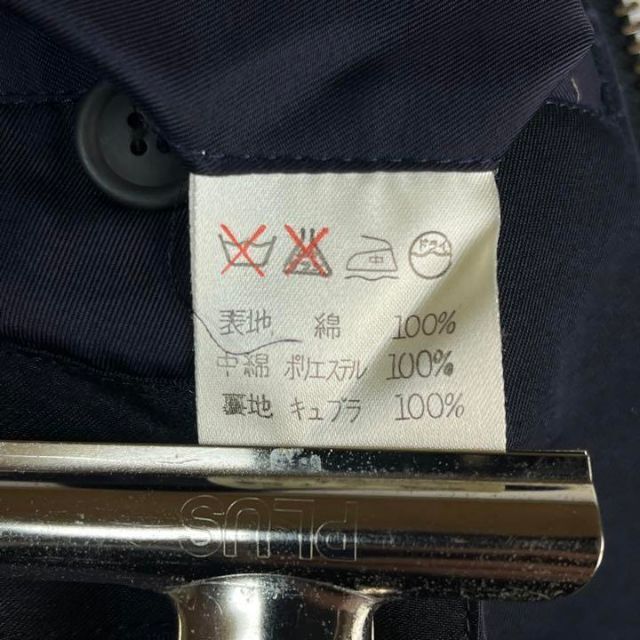 中 ドライ
表地 綿 100%
中綿 ポリエステル 100%
裏地 キュプラ 100%
PLUS